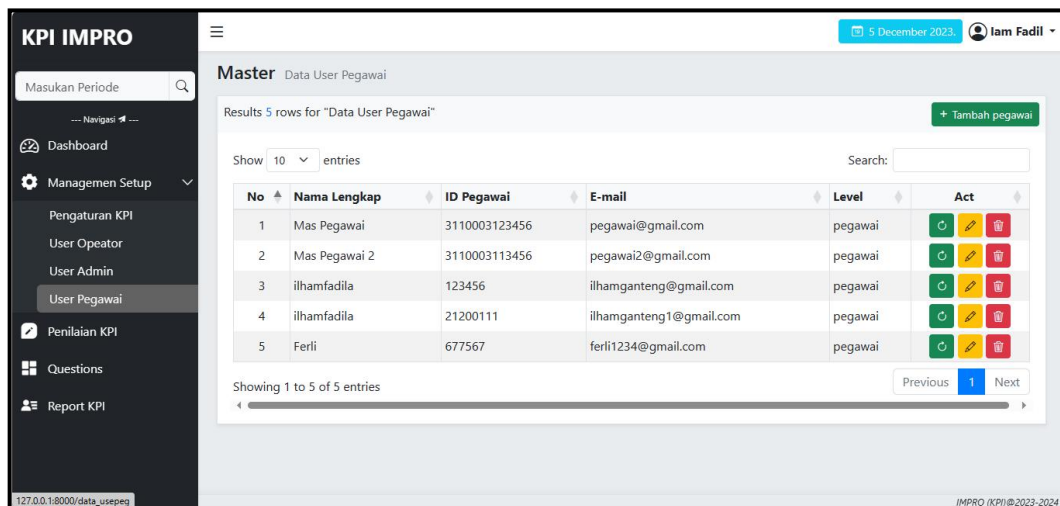 KPI IMPRO
5 December 2023.
Iam Fadil
Masukan Periode
--- Navigasi ---
Dashboard
Managemen Setup
Pengaturan KPI
User Opeator
User Admin
User Pegawai
Penilaian KPI
Questions
Report KPI
127.0.0.1:8000/data_usepeg
Master Data User Pegawai
Results 5 rows for "Data User Pegawai"
+ Tambah pegawai
Show 10 entries
Search:
No Nama Lengkap ID Pegawai E-mail Level Act
1 Mas Pegawai 3110003123456 pegawai@gmail.com pegawai
2 Mas Pegawai 2 3110003113456 pegawai2@gmail.com pegawai
3 ilhamfadila 123456 ilhamganteng@gmail.com pegawai
4 ilhamfadila 21200111 ilhamganteng1@gmail.com pegawai
5 Ferli 677567 ferli1234@gmail.com pegawai
Showing 1 to 5 of 5 entries
Previous 1 Next
IMPRO (KPI)@2023-2024